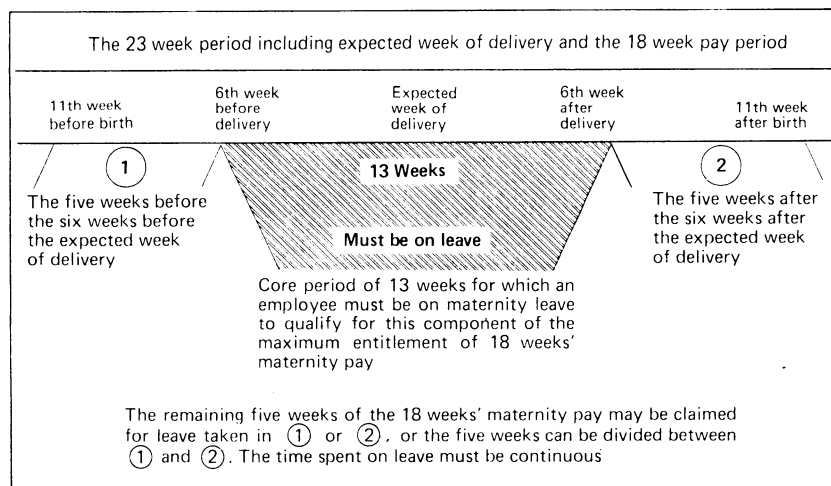 The 23 week period including expected week of delivery and the 18 week pay period
11th week
before birth
6th week
before
delivery
Expected
week of
delivery
6th week
after
delivery
11th week
after birth
1
The five weeks before
the six weeks before
the expected week
of delivery
13 Weeks
Must be on leave
2
The five weeks after
the six weeks after
the expected week
of delivery
Core period of 13 weeks for which an
employee must be on maternity leave
to qualify for this component of the
maximum entitlement of 18 weeks'
maternity pay
The remaining five weeks of the 18 weeks' maternity pay may be claimed
for leave taken in 1 or 2, or the five weeks can be divided between
1 and 2. The time spent on leave must be continuous